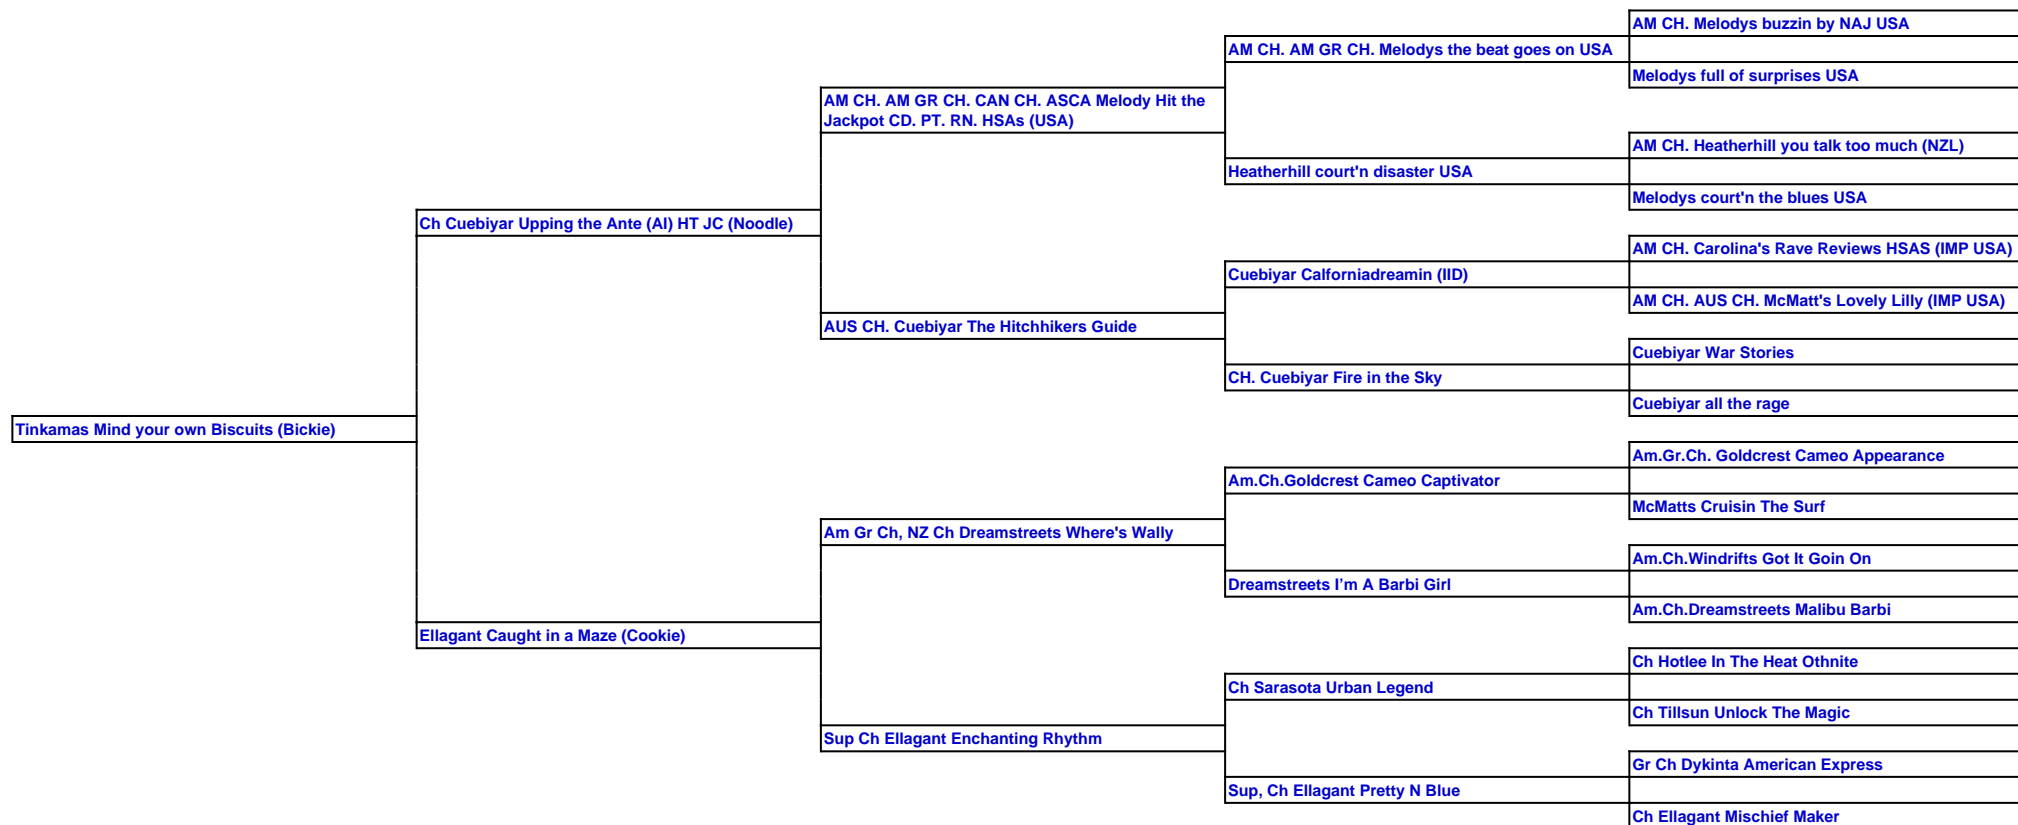 AM CH. Melodys buzzin by NAJ USA
AM CH. AM GR CH. Melodys the beat goes on USA
Melodys full of surprises USA
AM CH. AM GR CH. CAN CH. ASCA Melody Hit the
Jackpot CD. PT. RN. HSAs (USA)
AM CH. Heatherhill you talk too much (NZL)
Heatherhill court'n disaster USA
Melodys court'n the blues USA
Ch Cuebiyar Upping the Ante (AI) HT JC (Noodle)
AM CH. Carolina's Rave Reviews HSAS (IMP USA)
Cuebiyar Calforniadreamin (IID)
AM CH. AUS CH. McMatt's Lovely Lilly (IMP USA)
AUS CH. Cuebiyar The Hitchhikers Guide
Cuebiyar War Stories
CH. Cuebiyar Fire in the Sky
Cuebiyar all the rage
Tinkamas Mind your own Biscuits (Bickie)
Am.Gr.Ch. Goldcrest Cameo Appearance
Am.Ch.Goldcrest Cameo Captivator
McMatts Cruisin The Surf
Am Gr Ch, NZ Ch Dreamstreets Where's Wally
Am.Ch.Windrifts Got It Goin On
Dreamstreets I’m A Barbi Girl
Am.Ch.Dreamstreets Malibu Barbi
Ellagant Caught in a Maze (Cookie)
Ch Hotlee In The Heat Othnite
Ch Sarasota Urban Legend
Ch Tillsun Unlock The Magic
Sup Ch Ellagant Enchanting Rhythm
Gr Ch Dykinta American Express
Sup, Ch Ellagant Pretty N Blue
Ch Ellagant Mischief Maker